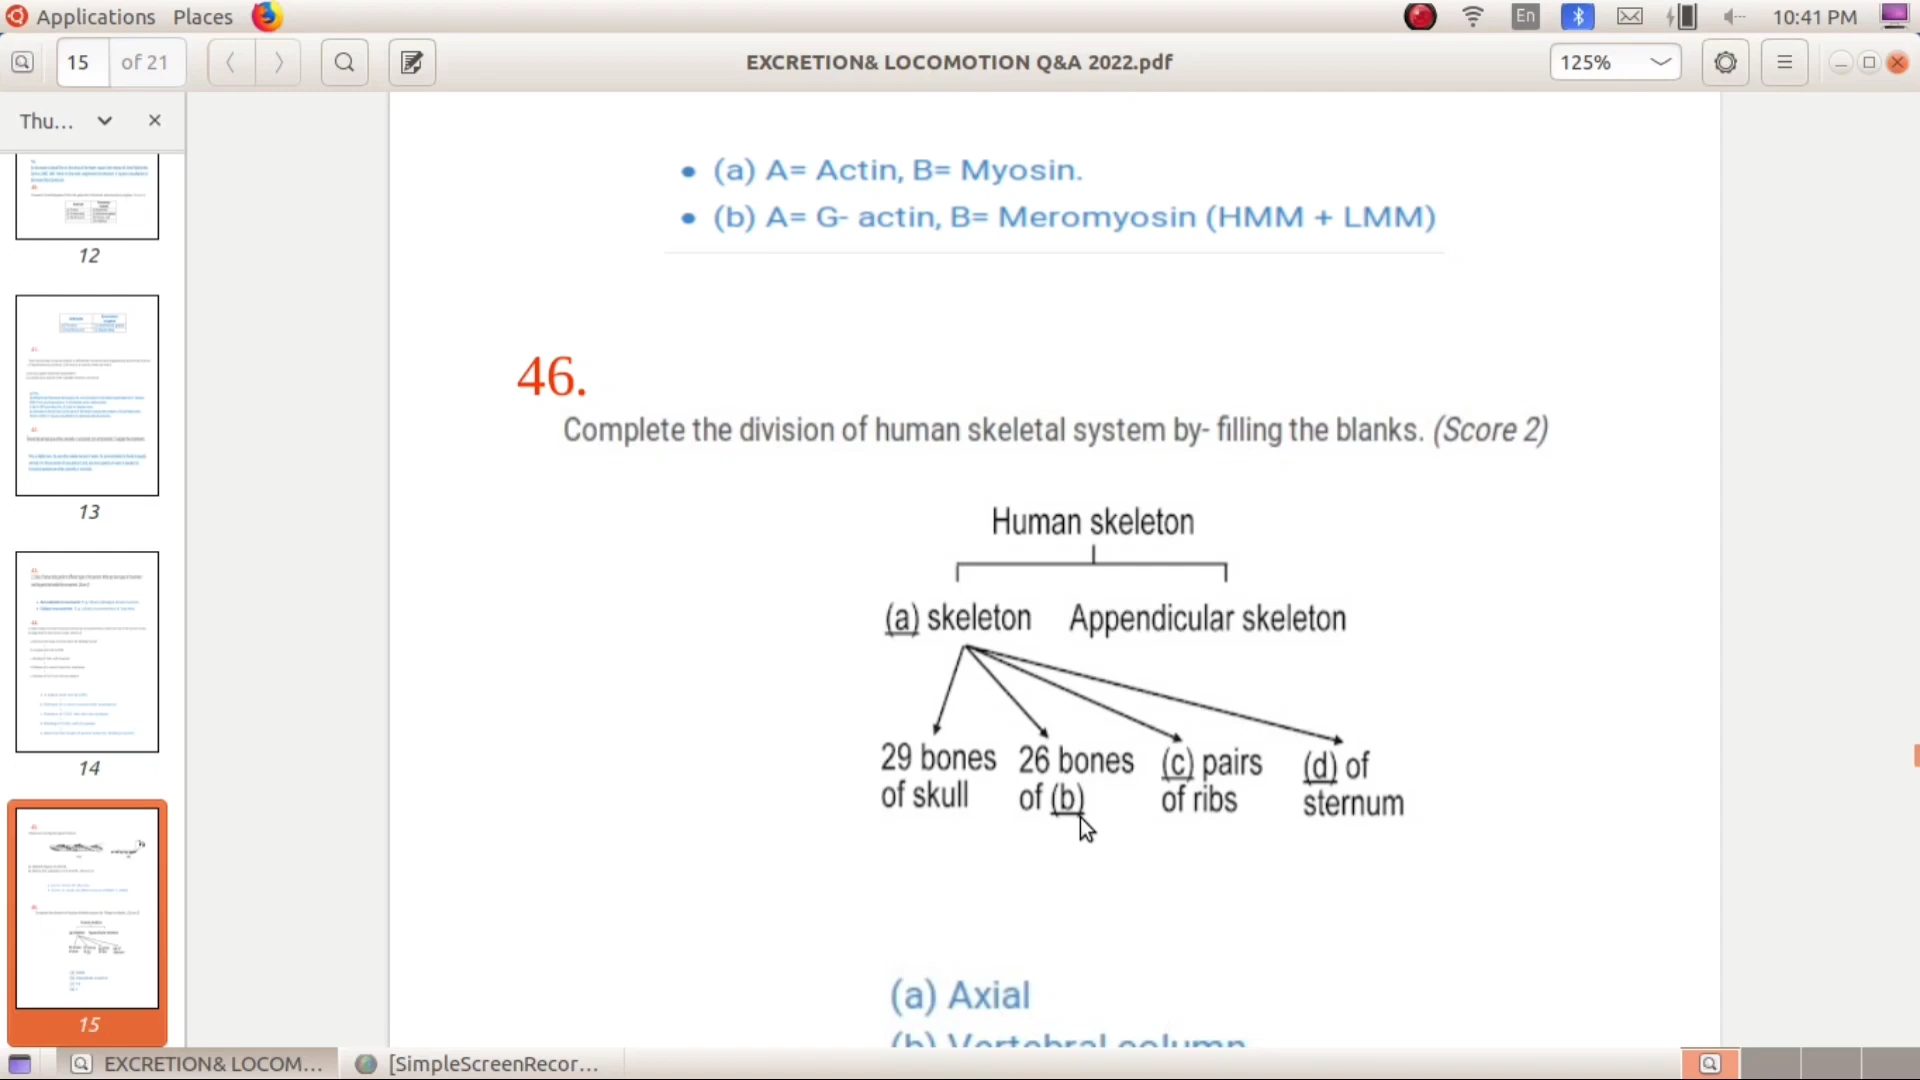 Applications Places En 10:41 PM
15 of 21 EXCRETION& LOCOMOTION Q&A 2022.pdf 125%
Thu...
12
13
14
15
(a) A= Actin, B= Myosin.
(b) A= G- actin, B= Meromyosin (HMM + LMM)
46.
Complete the division of human skeletal system by- filling the blanks. (Score 2)
Human skeleton
(a) skeleton Appendicular skeleton
29 bones of skull
26 bones of (b)
(c) pairs of ribs
(d) of sternum
(a) Axial
(b) Vertebral column
EXCRETION& LOCOM... [SimpleScreenRecor...